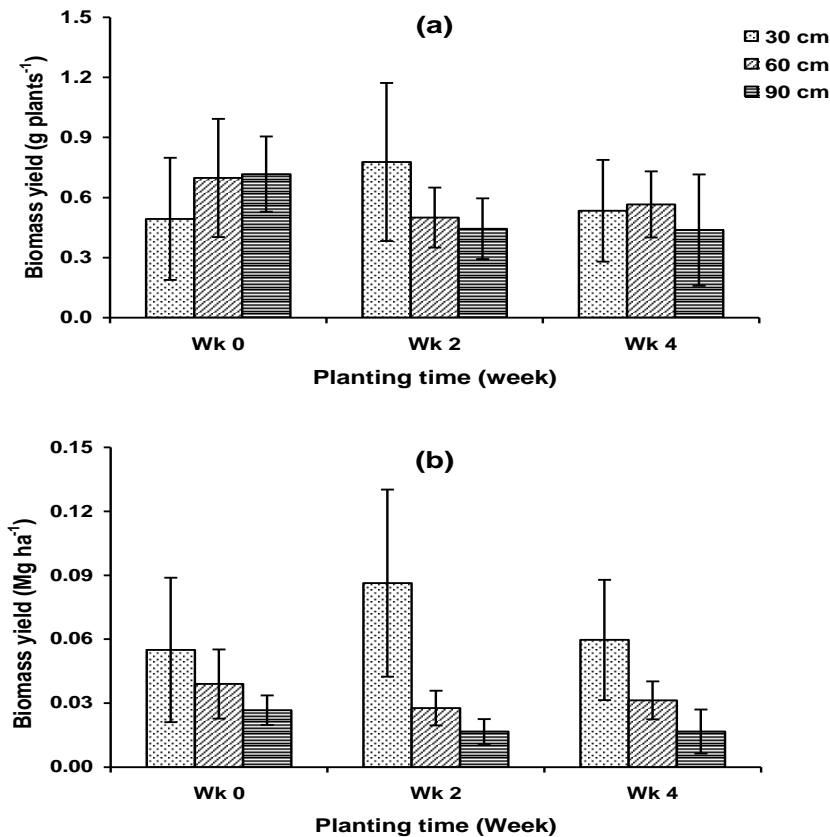 (a)
30 cm
60 cm
90 cm
Biomass yield (g plants⁻¹)
1.5
1.2
0.9
0.6
0.3
0.0
Wk 0 Wk 2 Wk 4
Planting time (week)
(b)
Biomass yield (Mg ha⁻¹)
0.15
0.12
0.09
0.06
0.03
0.00
Wk 0 Wk 2 Wk 4
Planting time (Week)